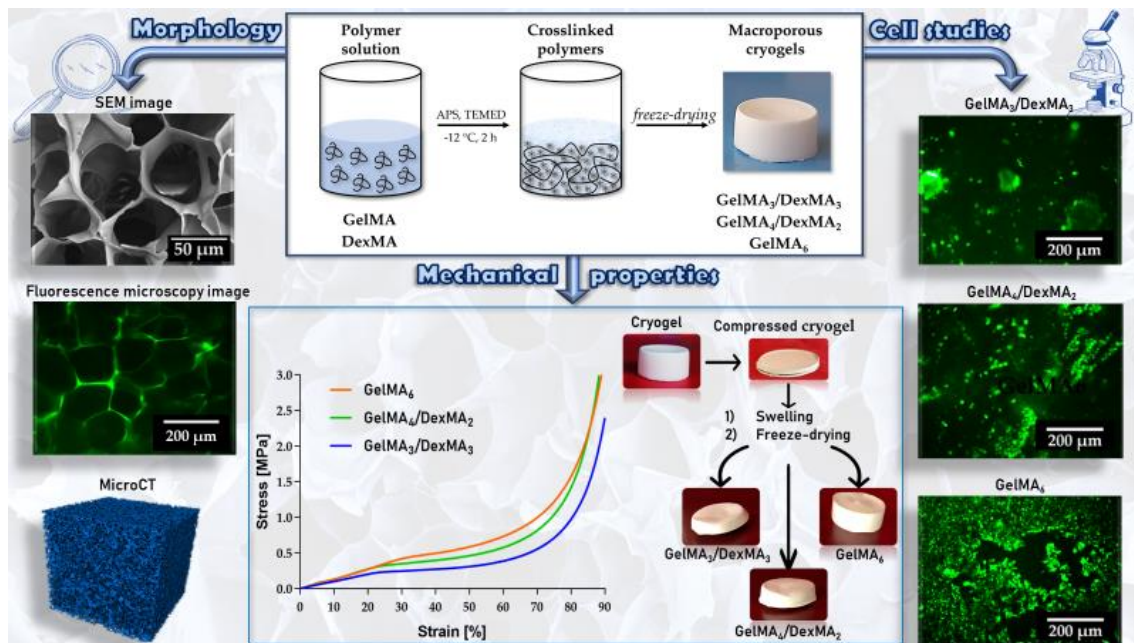 Morphology
SEM image
50 µm
Fluorescence microscopy image
200 µm
MicroCT
Polymer
solution
GelMA
DexMA
APS, TEMED
-12 °C, 2 h
Crosslinked
polymers
freeze-drying
Macroporous
cryogels
GelMA₃/DexMA₃
GelMA₄/DexMA₂
GelMA₆
Mechanical properties
Stress [MPa]
3.0
2.5
2.0
1.5
1.0
0.5
0.0
0 10 20 30 40 50 60 70 80 90
Strain [%]
GelMA₆
GelMA₄/DexMA₂
GelMA₃/DexMA₃
Cryogel
Compressed cryogel
1) Swelling
2) Freeze-drying
GelMA₃/DexMA₃
GelMA₆
GelMA₄/DexMA₂
Cell studies
GelMA₃/DexMA₃
200 µm
GelMA₄/DexMA₂
GelMA6
200 µm
GelMA₆
200 µm